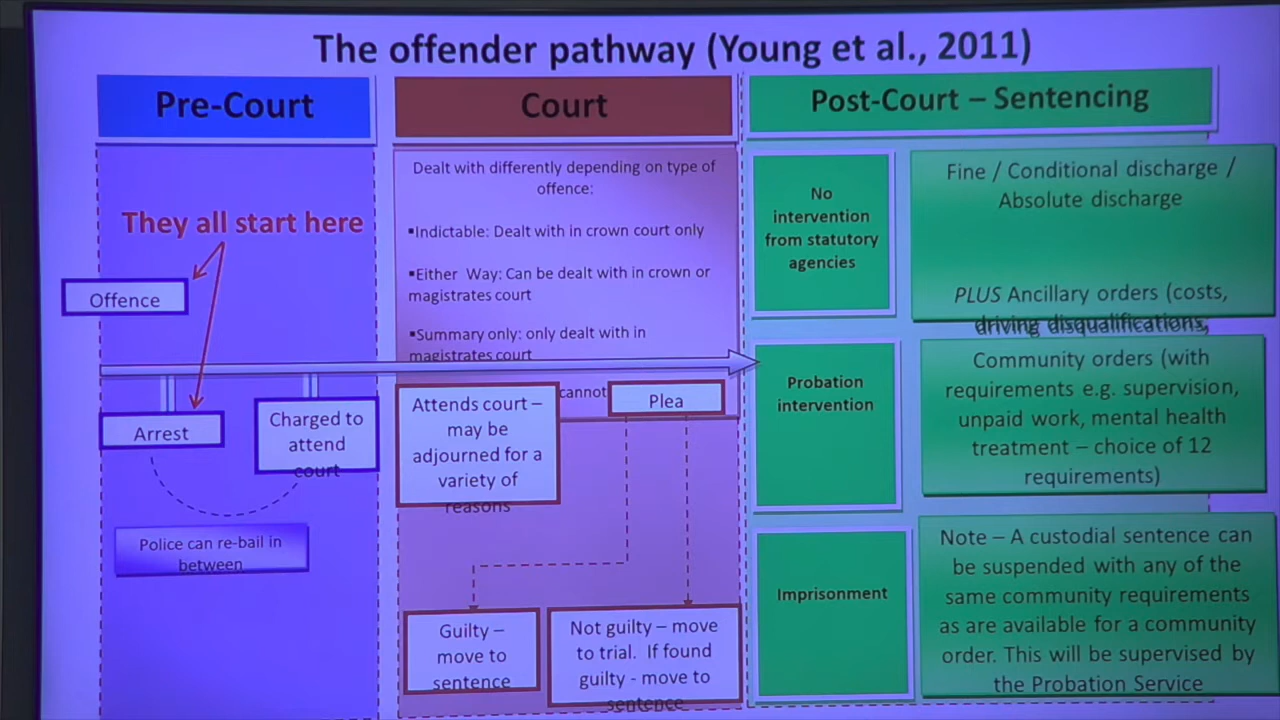 The offender pathway (Young et al., 2011)
Pre-Court
They all start here
Offence
Arrest
Charged to
attend
court
Police can re-bail in
between
Court
Dealt with differently depending on type of
offence:
▪Indictable: Dealt with in crown court only
▪Either Way: Can be dealt with in crown or
magistrates court
▪Summary only: only dealt with in
magistrates court
cannot
Attends court –
may be
adjourned for a
variety of
reasons
Plea
Guilty –
move to
sentence
Not guilty – move
to trial. If found
guilty - move to
sentence
Post-Court – Sentencing
No
intervention
from statutory
agencies
Fine / Conditional discharge /
Absolute discharge
PLUS Ancillary orders (costs,
driving disqualifications,
Probation
intervention
Community orders (with
requirements e.g. supervision,
unpaid work, mental health
treatment – choice of 12
requirements)
Imprisonment
Note – A custodial sentence can
be suspended with any of the
same community requirements
as are available for a community
order. This will be supervised by
the Probation Service